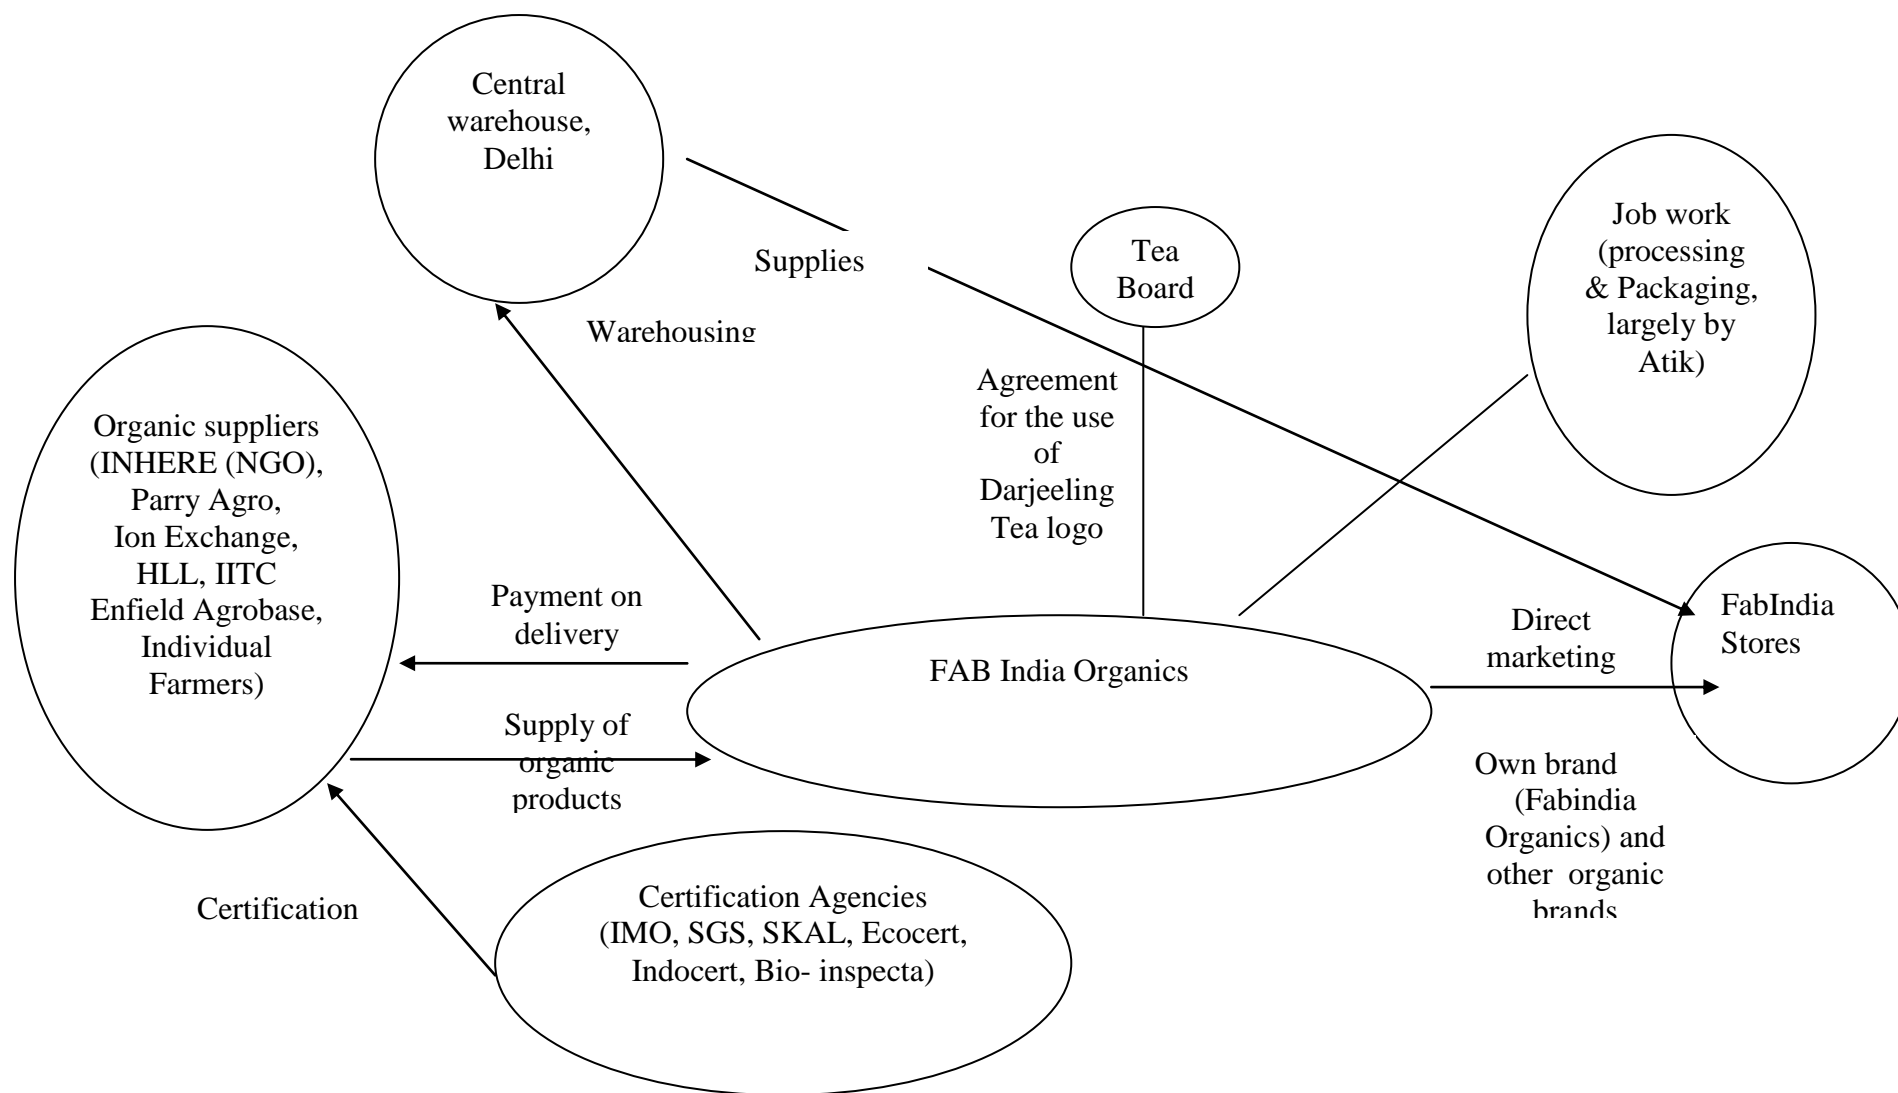 Central
warehouse,
Delhi
Supplies
Warehousing
Tea
Board
Job work
(processing
& Packaging,
largely by
Atik)
Agreement
for the use
of
Darjeeling
Tea logo
Organic suppliers
(INHERE (NGO),
Parry Agro,
Ion Exchange,
HLL, IITC
Enfield Agrobase,
Individual
Farmers)
Payment on
delivery
FAB India Organics
Direct
marketing
FabIndia
Stores
Supply of
organic
products
Own brand
(Fabindia
Organics) and
other organic
brands
Certification
Certification Agencies
(IMO, SGS, SKAL, Ecocert,
Indocert, Bio- inspecta)